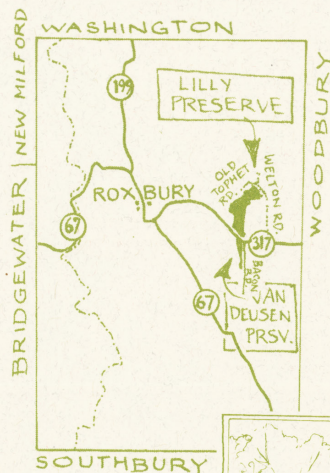 WASHINGTON
NEW MILFORD
BRIDGEWATER
WOODBURY
199
LILLY
PRESERVE
OLD
TOPHET
RD.
WELTON RD.
ROXBURY
67
317
BACON RD.
67
VAN
DEUSEN
PRSV.
SOUTHBURY